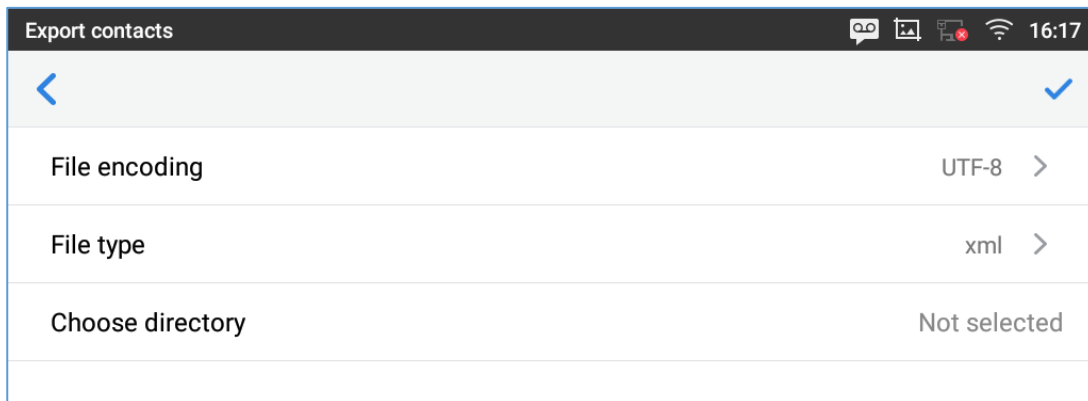 Export contacts 16:17
File encoding UTF-8
File type xml
Choose directory Not selected